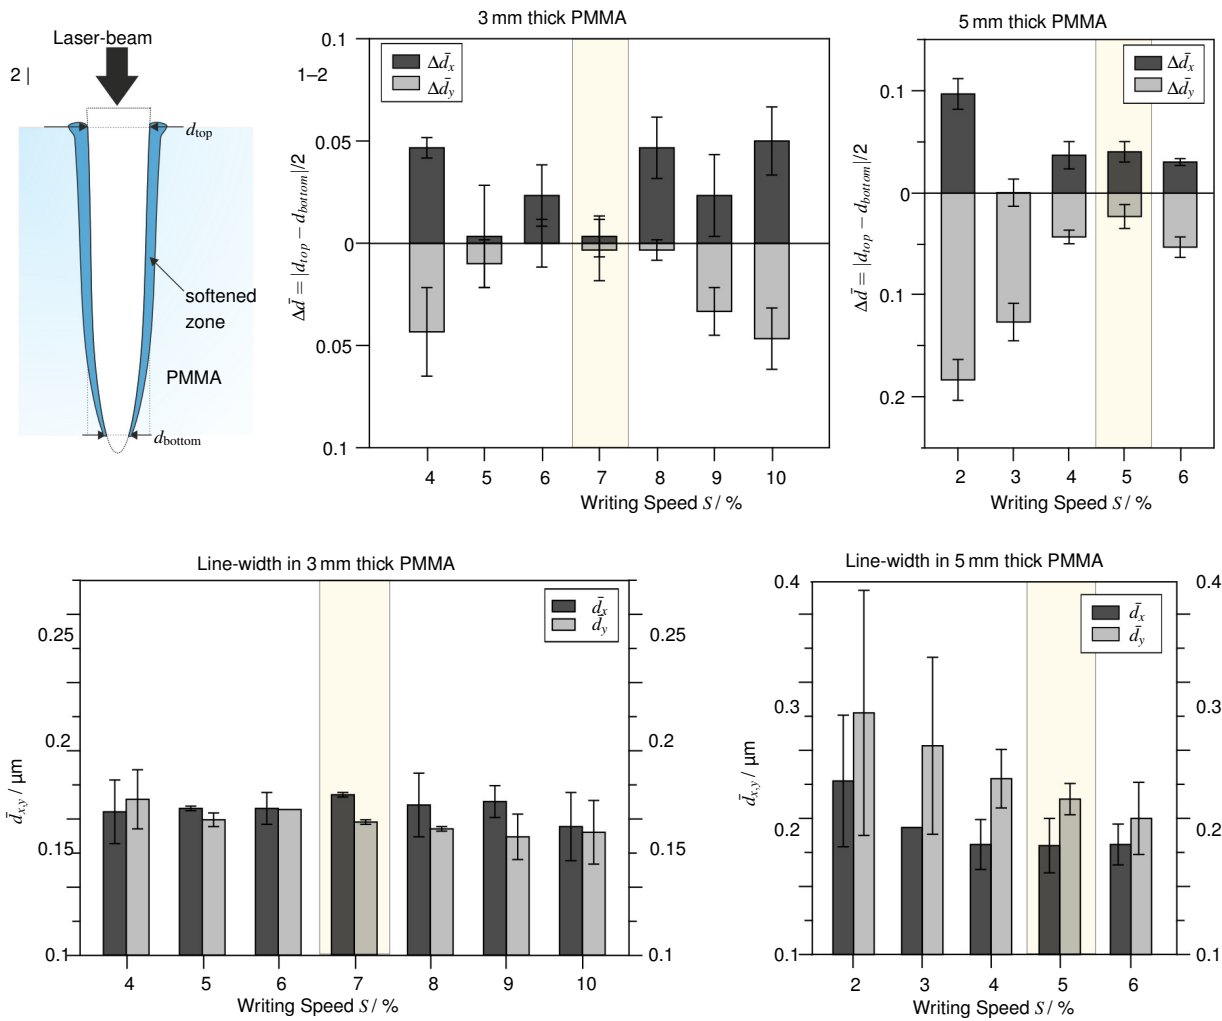 Laser-beam
2 |
d_top
softened
zone
PMMA
d_bottom
3 mm thick PMMA
1–2
Δd̄_x
Δd̄_y
0.1
0.05
0
0.05
0.1
Δd̄ = |d_top − d_bottom|/2
4 5 6 7 8 9 10
Writing Speed S / %
5 mm thick PMMA
Δd̄_x
Δd̄_y
0.1
0
0.1
0.2
Δd̄ = |d_top − d_bottom|/2
2 3 4 5 6
Writing Speed S / %
Line-width in 3 mm thick PMMA
d̄_x
d̄_y
0.25 0.25
0.2 0.2
0.15 0.15
0.1 0.1
d̄_x,y / µm
4 5 6 7 8 9 10
Writing Speed S / %
Line-width in 5 mm thick PMMA
d̄_x
d̄_y
0.4 0.4
0.3 0.3
0.2 0.2
0.1 0.1
d̄_x,y / µm
2 3 4 5 6
Writing Speed S / %